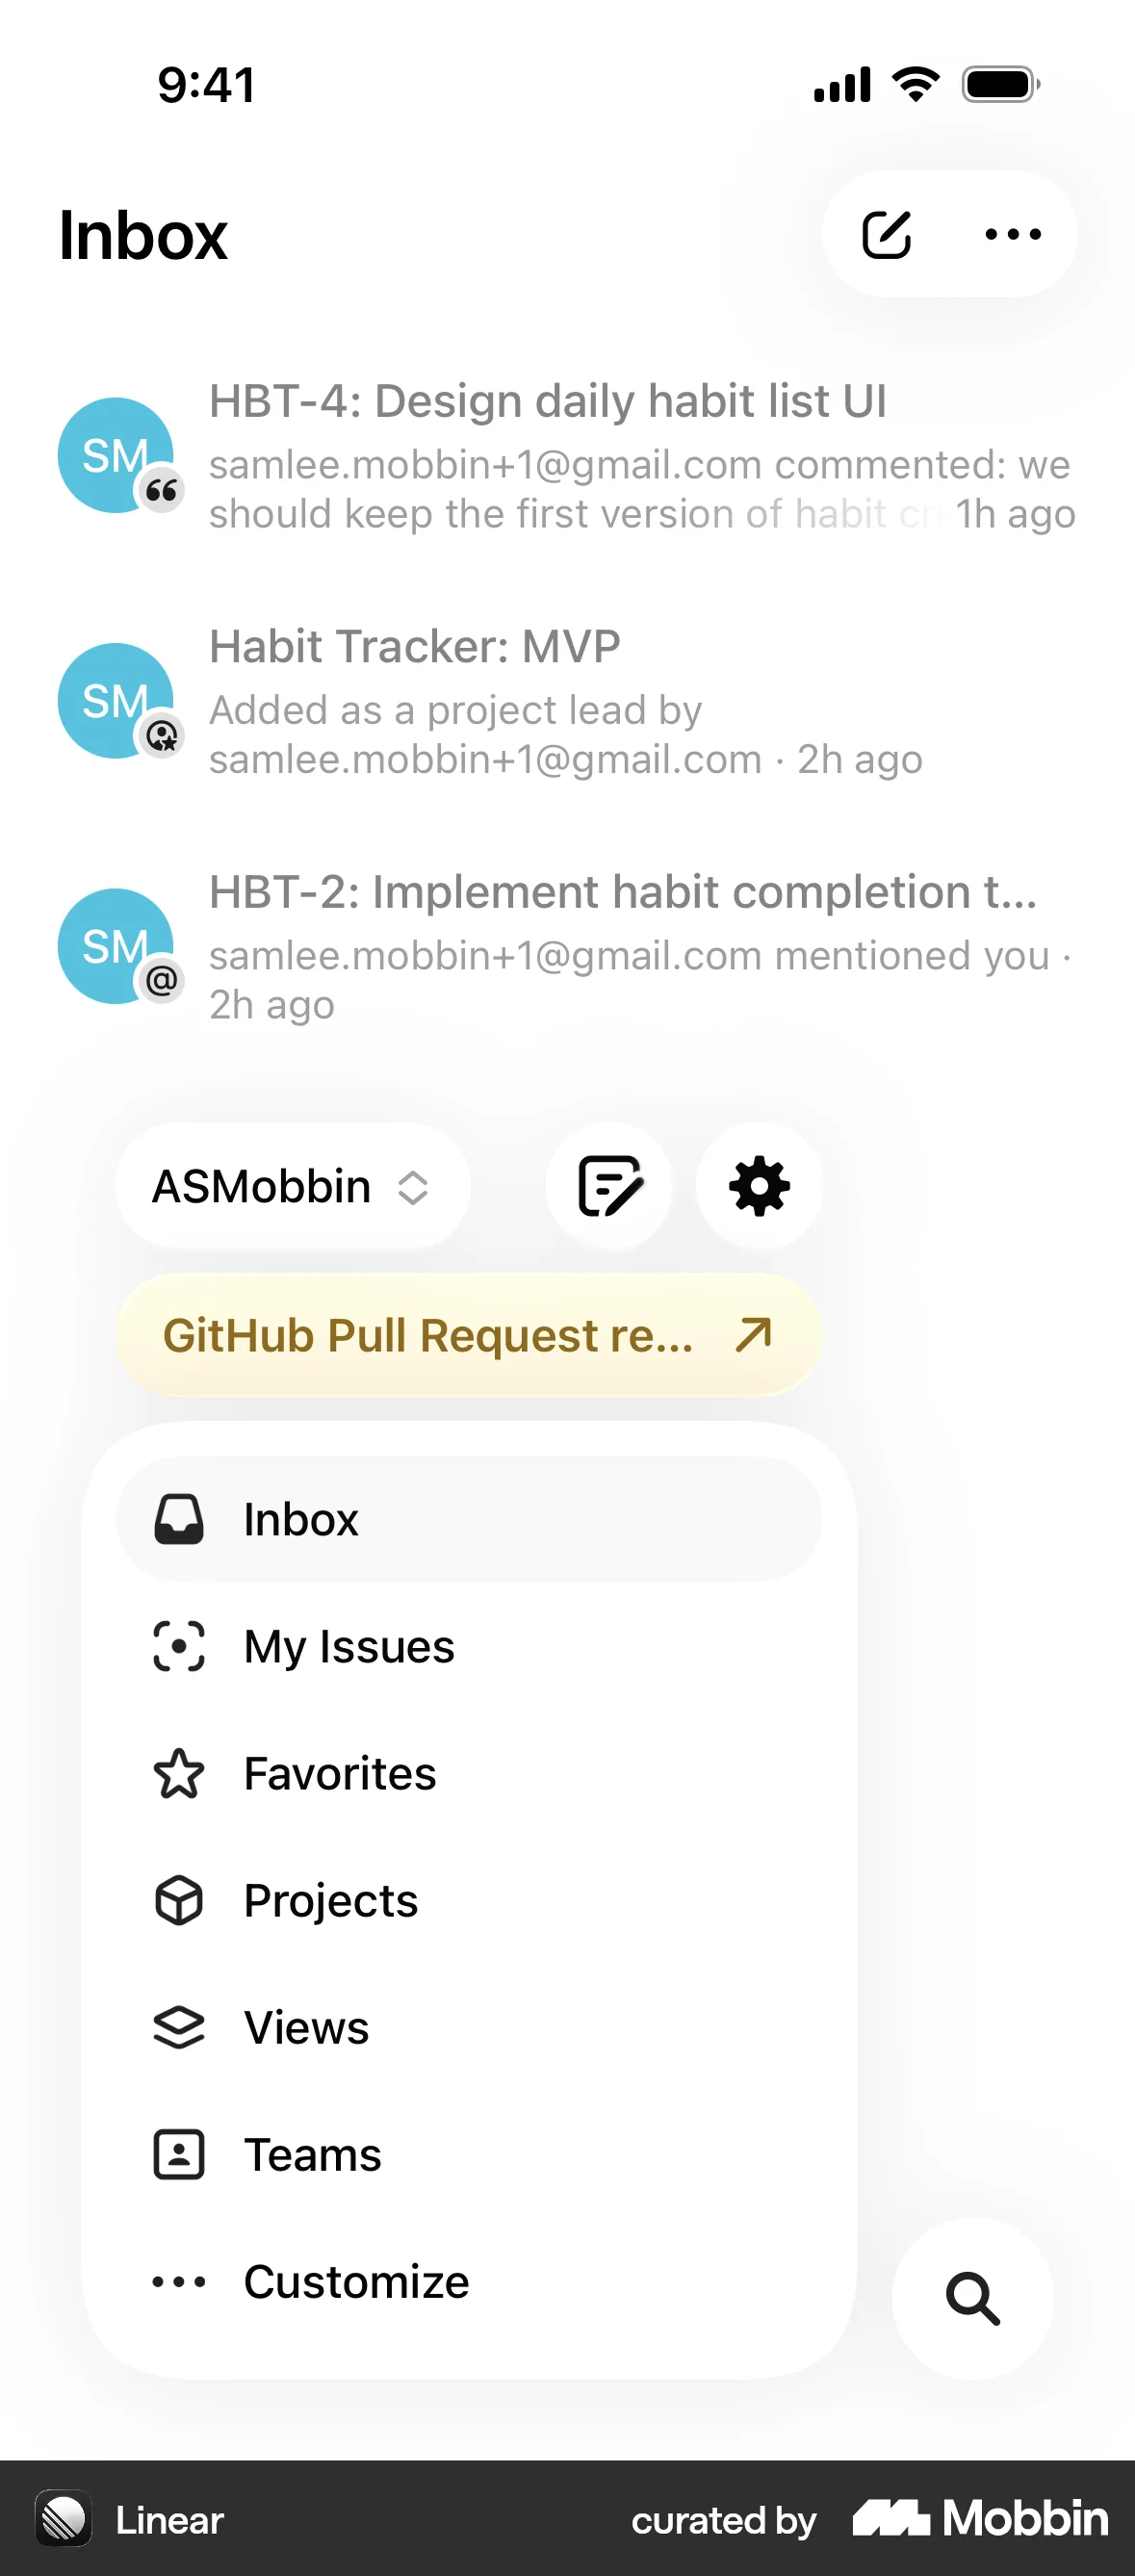 9:41
Inbox
HBT-4: Design daily habit list UI
SM
samlee.mobbin+1@gmail.com commented: we
should keep the first version of habit cre 1h ago
Habit Tracker: MVP
SM
Added as a project lead by
samlee.mobbin+1@gmail.com · 2h ago
HBT-2: Implement habit completion t...
SM
@
samlee.mobbin+1@gmail.com mentioned you ·
2h ago
ASMobbin
GitHub Pull Request re...
Inbox
My Issues
Favorites
Projects
Views
Teams
Customize
Linear
curated by Mobbin